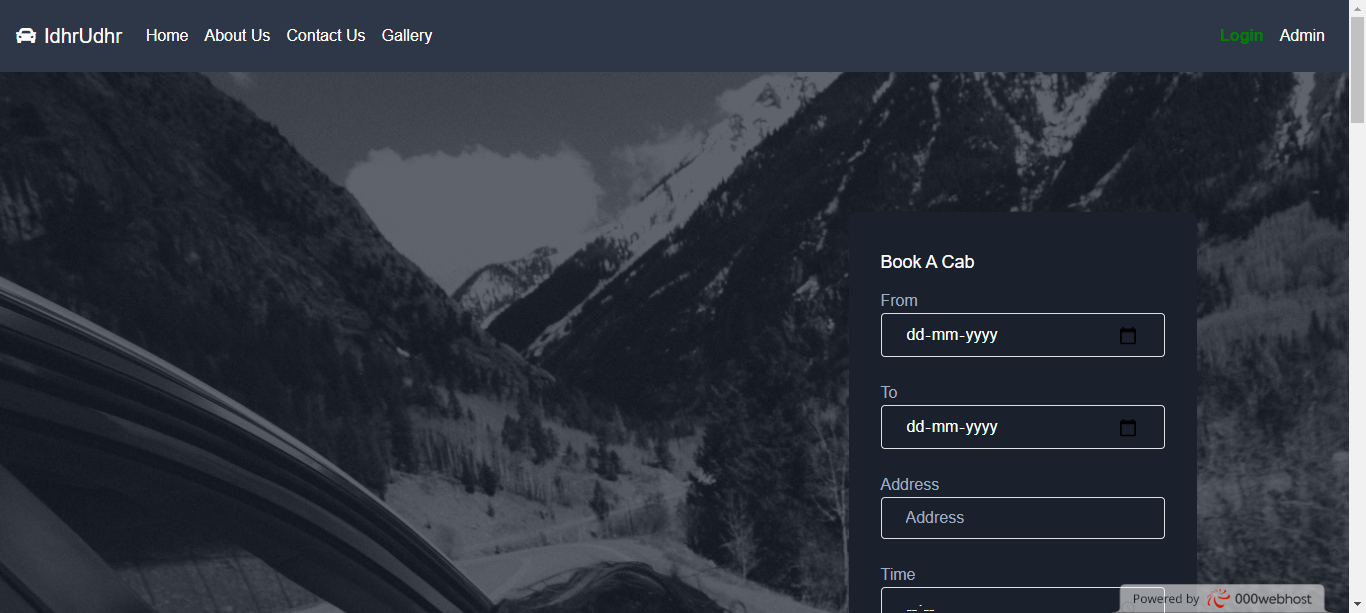 IdhrUdhr Home About Us Contact Us Gallery Login Admin
Book A Cab
From
dd-mm-yyyy
To
dd-mm-yyyy
Address
Address
Time
--:--
Powered by 000webhost